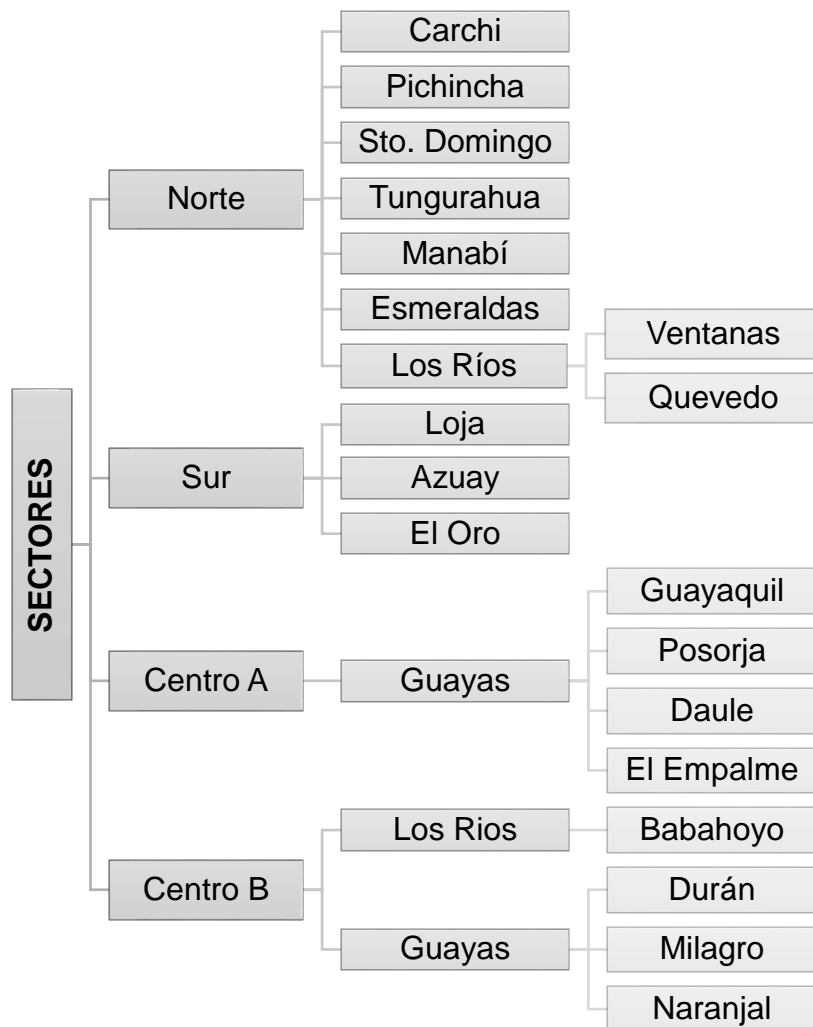 SECTORES
Norte
Carchi
Pichincha
Sto. Domingo
Tungurahua
Manabí
Esmeraldas
Los Ríos
Ventanas
Quevedo
Sur
Loja
Azuay
El Oro
Centro A
Guayas
Guayaquil
Posorja
Daule
El Empalme
Centro B
Los Rios
Babahoyo
Guayas
Durán
Milagro
Naranjal